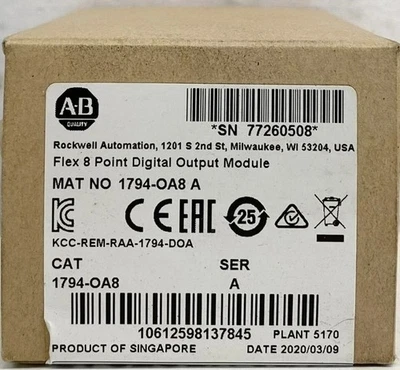 A-B
QUALITY
*SN 77260508*
Rockwell Automation, 1201 S 2nd St, Milwaukee, WI 53204, USA
Flex 8 Point Digital Output Module
MAT NO 1794-OA8 A
CE EAC 25
KCC-REM-RAA-1794-DOA
CAT SER
1794-OA8 A
10612598137845 PLANT 5170
PRODUCT OF SINGAPORE DATE 2020/03/09